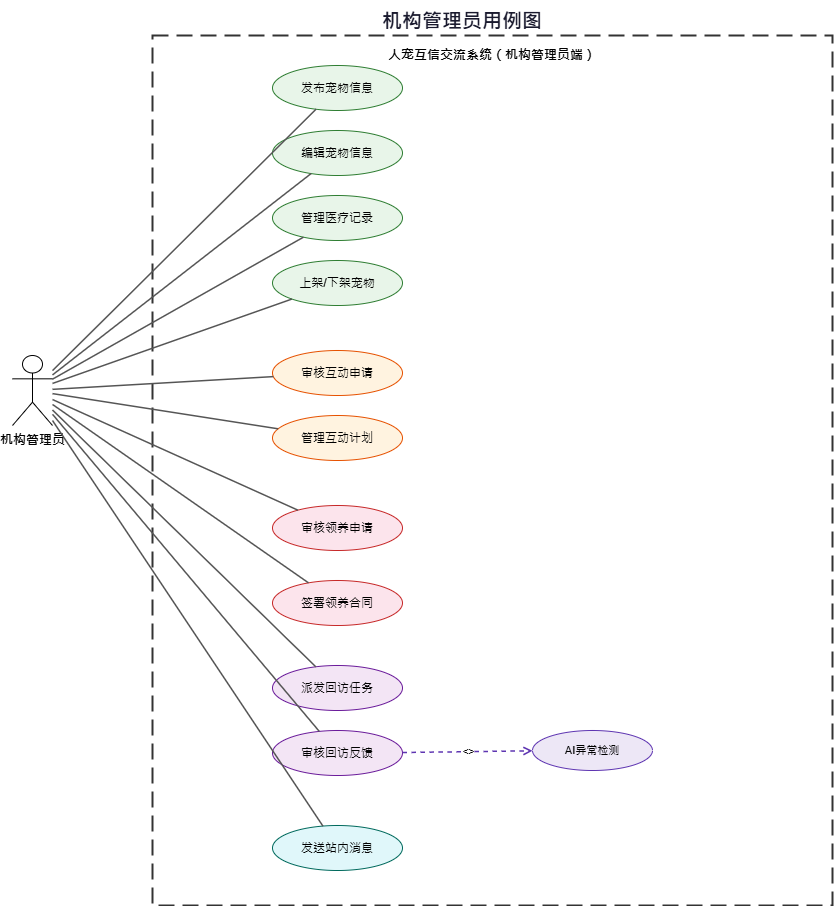 机构管理员用例图
人宠互信交流系统（机构管理员端）
发布宠物信息
编辑宠物信息
管理医疗记录
上架/下架宠物
审核互动申请
管理互动计划
机构管理员
审核领养申请
签署领养合同
派发回访任务
审核回访反馈
AI异常检测
发送站内消息